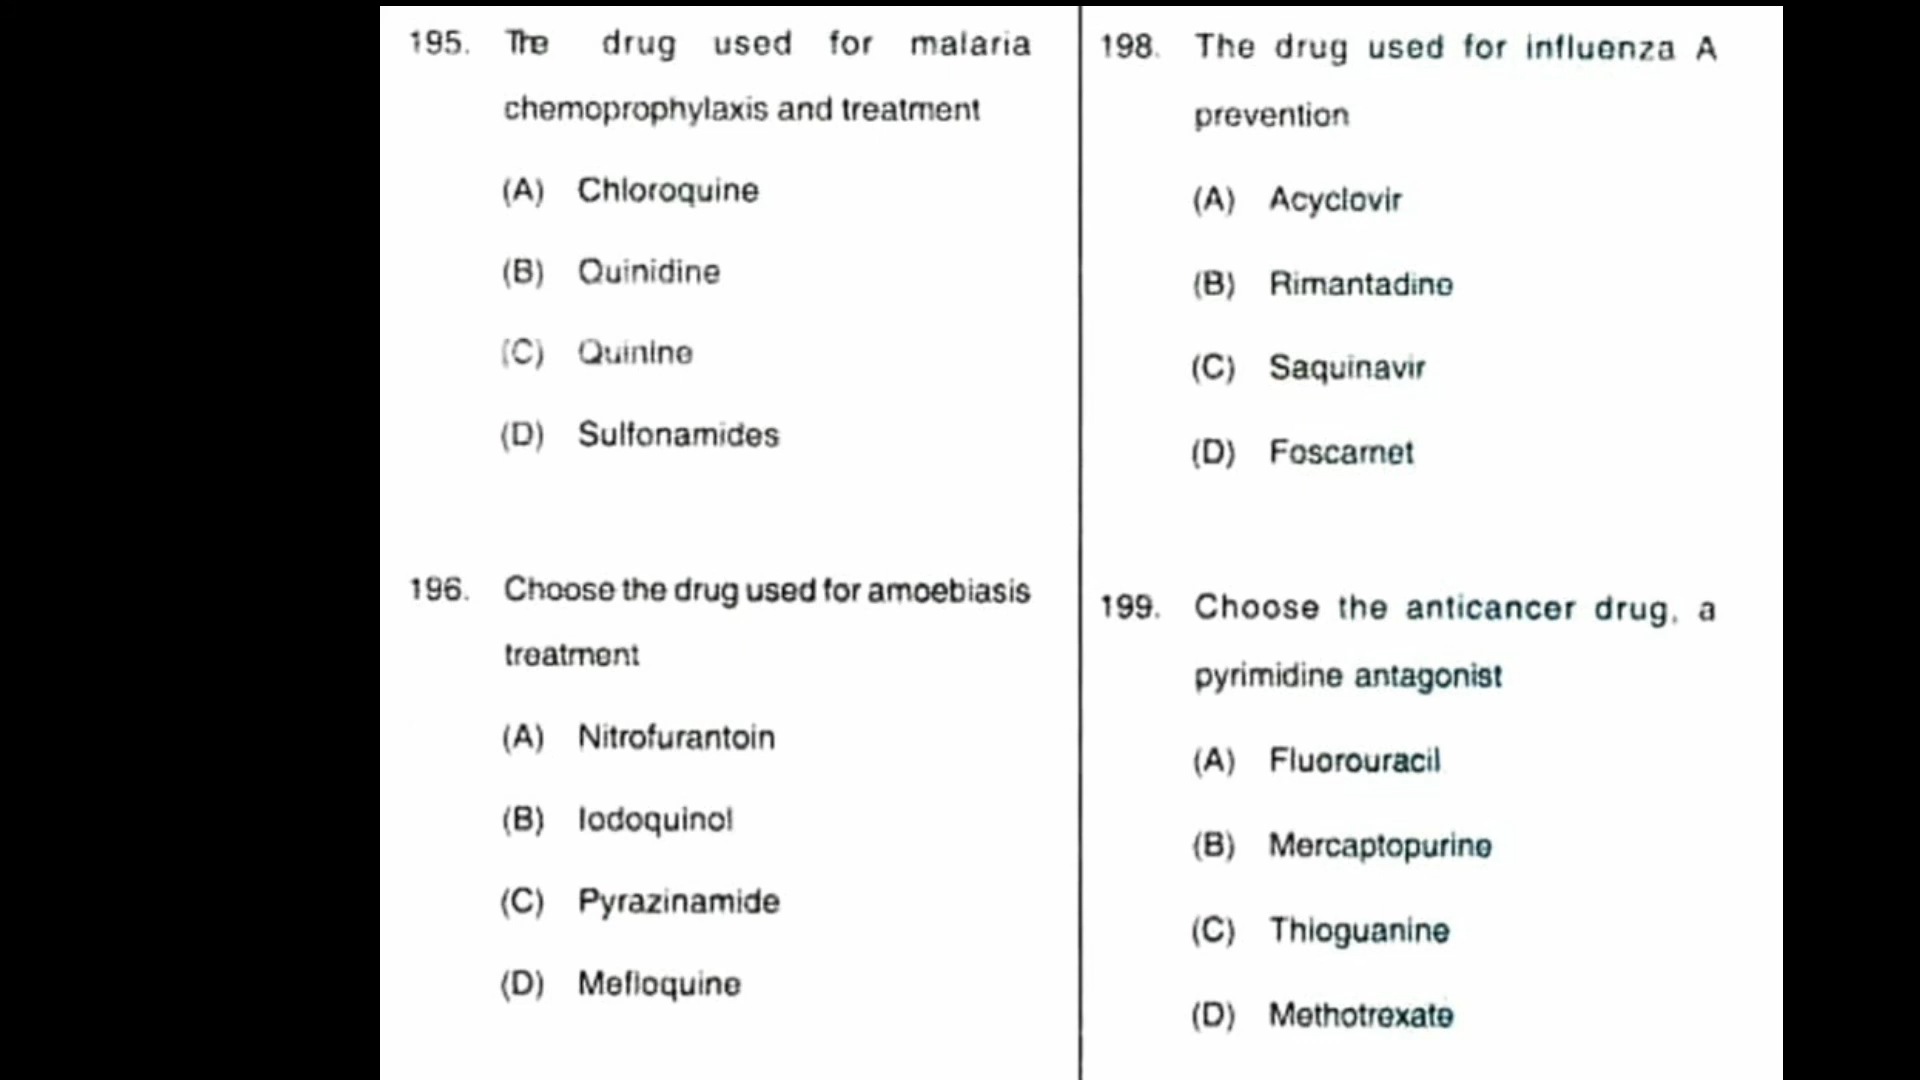 195. The drug used for malaria
chemoprophylaxis and treatment
(A) Chloroquine
(B) Quinidine
(C) Quinine
(D) Sulfonamides
196. Choose the drug used for amoebiasis
treatment
(A) Nitrofurantoin
(B) Iodoquinol
(C) Pyrazinamide
(D) Mefloquine
198. The drug used for influenza A
prevention
(A) Acyclovir
(B) Rimantadine
(C) Saquinavir
(D) Foscarnet
199. Choose the anticancer drug, a
pyrimidine antagonist
(A) Fluorouracil
(B) Mercaptopurine
(C) Thioguanine
(D) Methotrexate